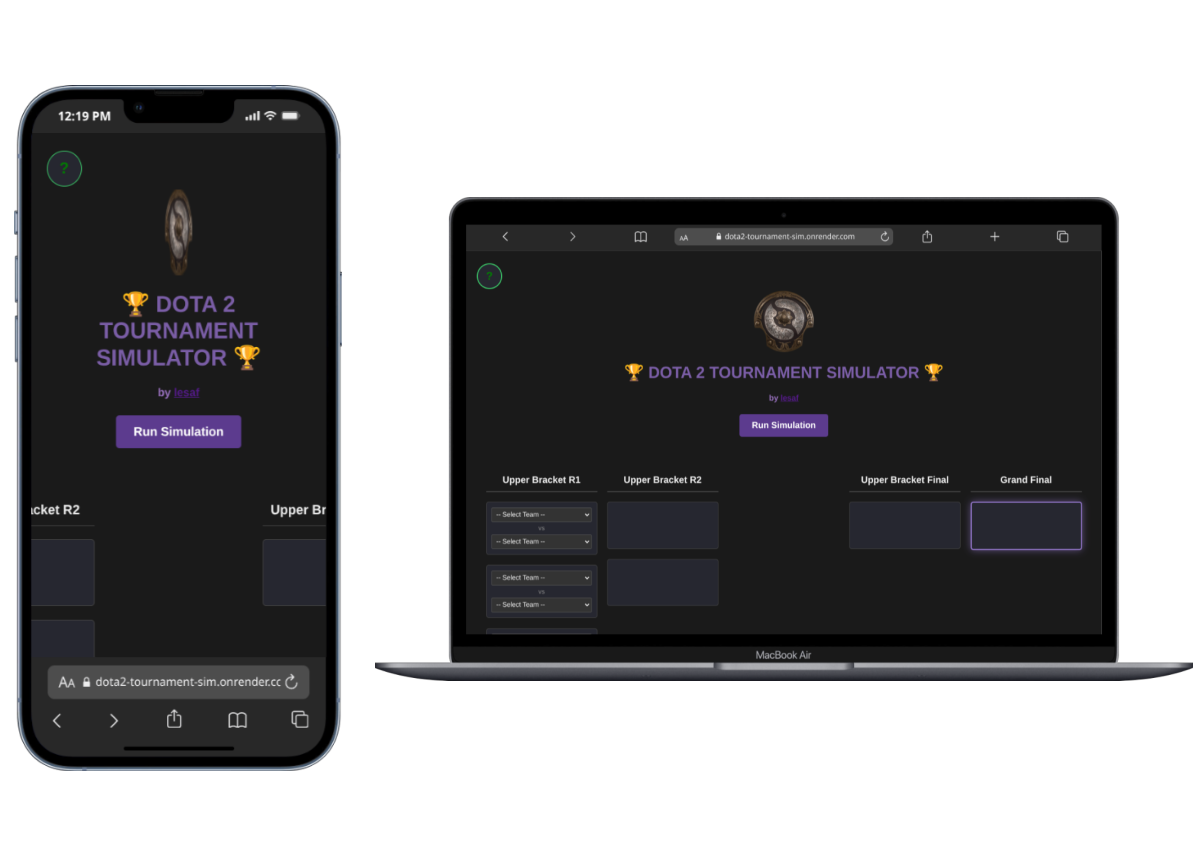 12:19 PM
?
🏆 DOTA 2
TOURNAMENT
SIMULATOR 🏆
by lesaf
Run Simulation
acket R2
Upper Br
AA dota2-tournament-sim.onrender.cc
AA dota2-tournament-sim.onrender.com
?
🏆 DOTA 2 TOURNAMENT SIMULATOR 🏆
by lesaf
Run Simulation
Upper Bracket R1
Upper Bracket R2
Upper Bracket Final
Grand Final
-- Select Team --
vs
-- Select Team --
-- Select Team --
vs
-- Select Team --
MacBook Air